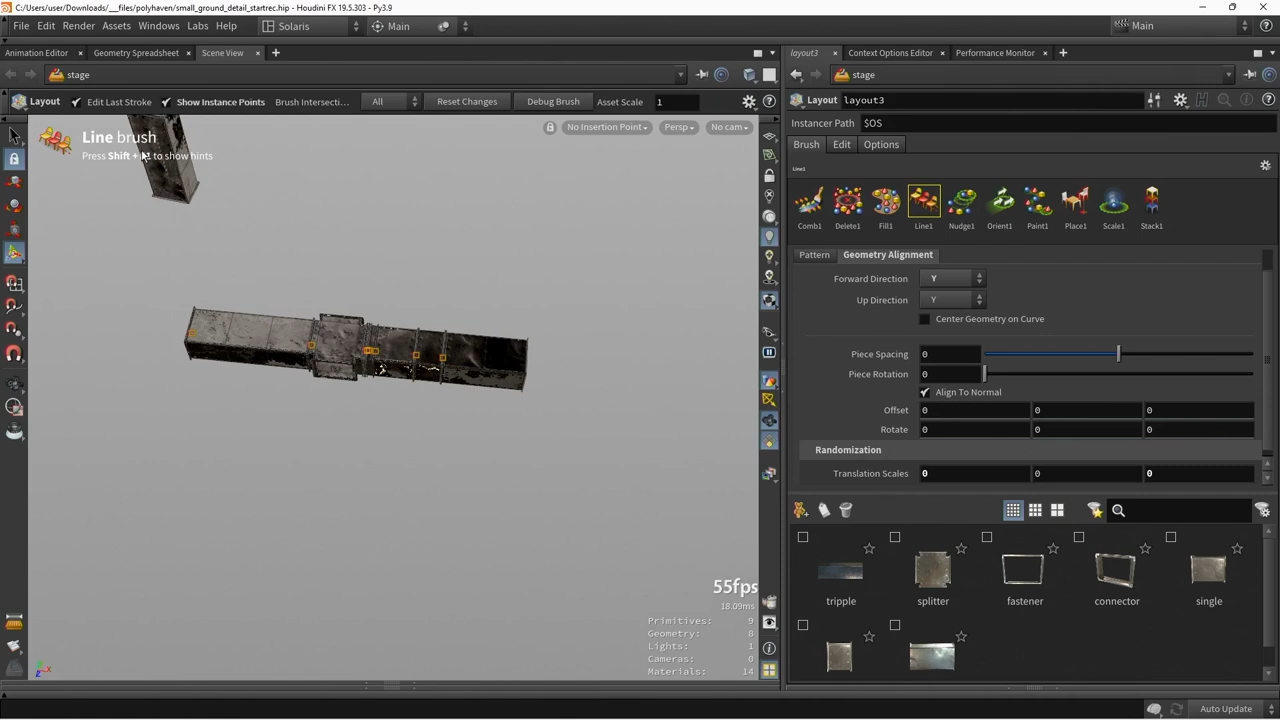 C:/Users/user/Downloads/__files/polyhaven/small_ground_detail_startrec.hip - Houdini FX 19.5.303 - Py3.9
File Edit Render Assets Windows Labs Help Solaris Main Main
Animation Editor Geometry Spreadsheet Scene View
layout3 Context Options Editor Performance Monitor
stage
stage
Layout Edit Last Stroke Show Instance Points Brush Intersecti... All Reset Changes Debug Brush Asset Scale 1
Layout layout3
Instancer Path $OS
Line brush
Press Shift + to show hints
No Insertion Point Persp No cam
Brush Edit Options
Line1
Comb1 Delete1 Fill1 Line1 Nudge1 Orient1 Paint1 Place1 Scale1 Stack1
Pattern Geometry Alignment
Forward Direction Y
Up Direction Y
Center Geometry on Curve
Piece Spacing 0
Piece Rotation 0
Align To Normal
Offset 0 0 0
Rotate 0 0 0
Randomization
Translation Scales 0 0 0
tripple splitter fastener connector single
55fps
18.09ms
Primitives: 9
Geometry: 8
Lights: 1
Cameras: 0
Materials: 14
Auto Update